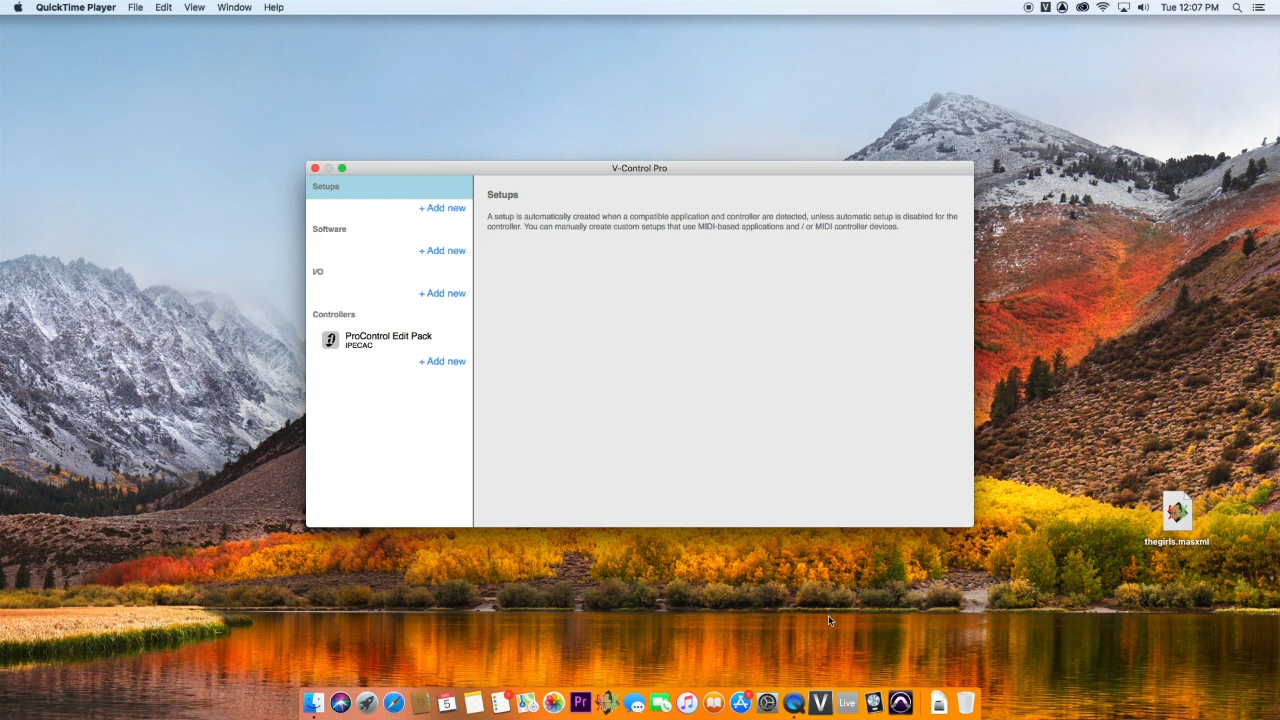 QuickTime Player File Edit View Window Help
V Tue 12:07 PM
V-Control Pro
Setups
+ Add new
Software
+ Add new
I/O
+ Add new
Controllers
ProControl Edit Pack
IPECAC
+ Add new
Setups
A setup is automatically created when a compatible application and controller are detected, unless automatic setup is disabled for the
controller. You can manually create custom setups that use MIDI-based applications and / or MIDI controller devices.
thegirls.masxml
5 Pr V Live